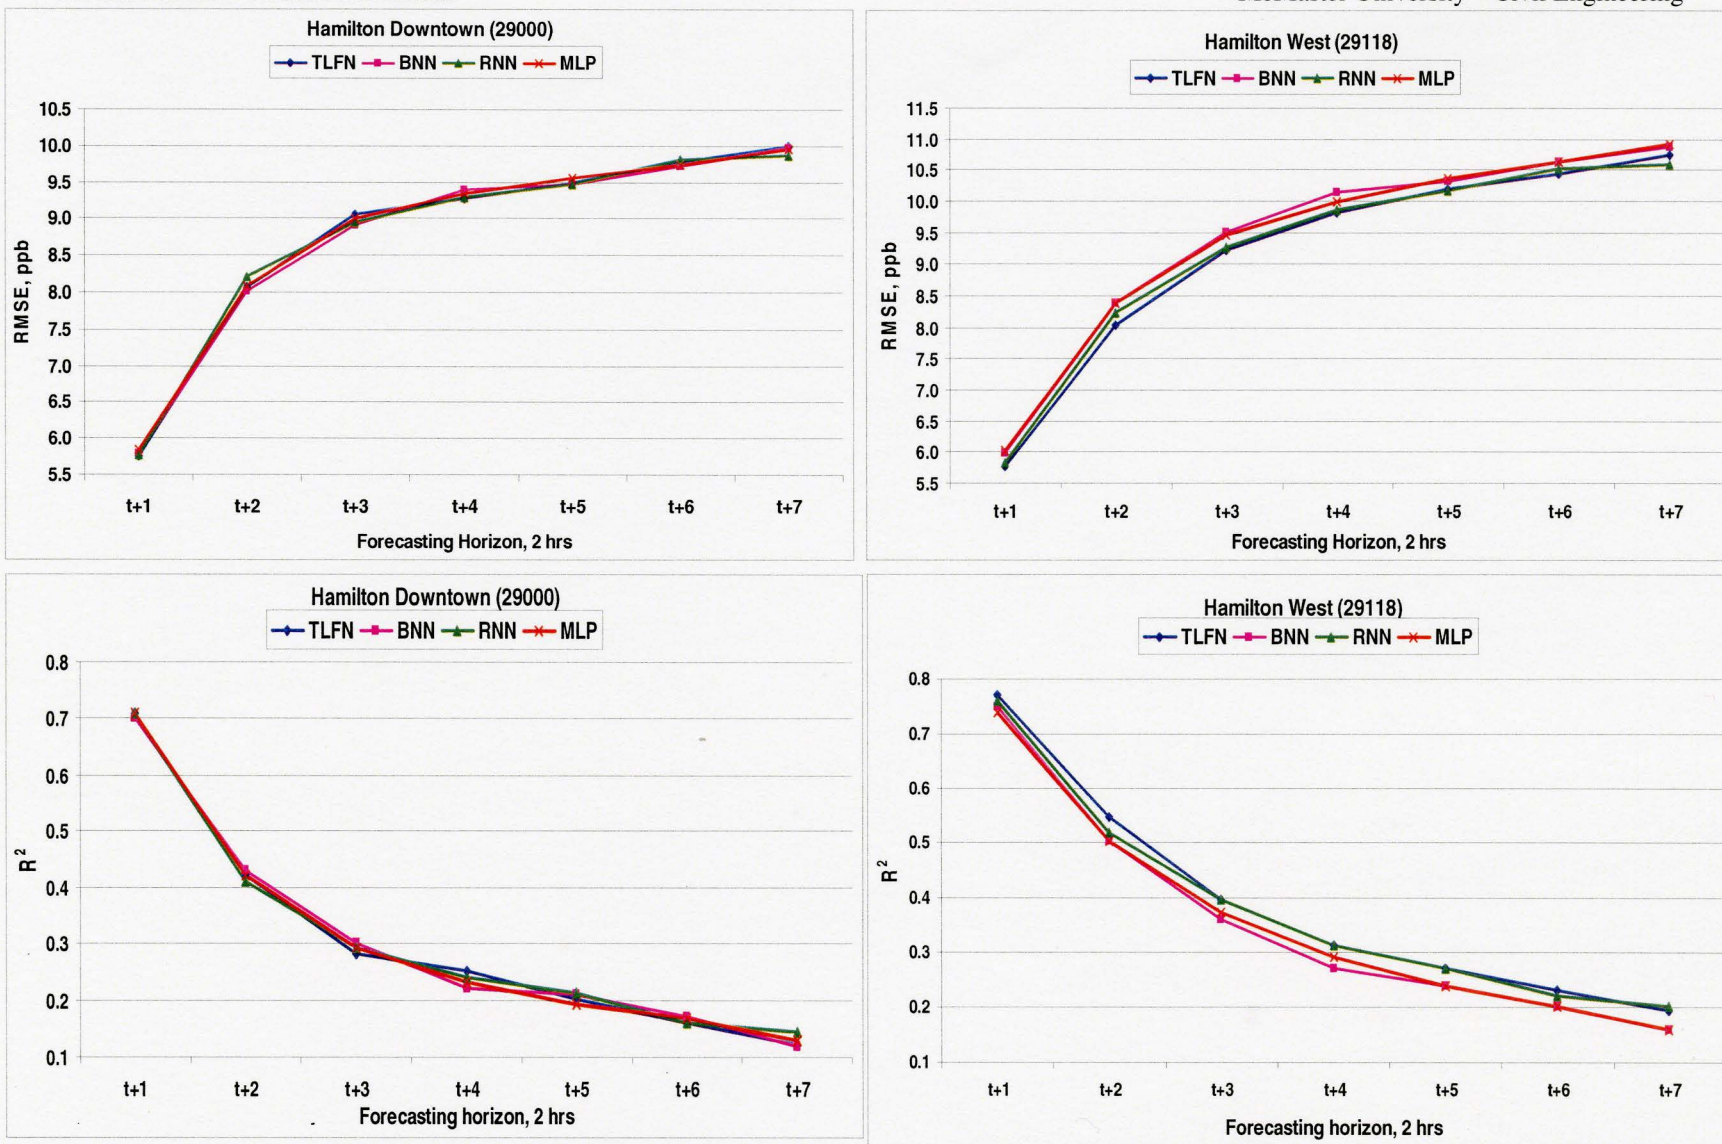 McMaster University – Civil Engineering
Hamilton Downtown (29000)
TLFN BNN RNN MLP
10.5
10.0
9.5
9.0
8.5
8.0
7.5
7.0
6.5
6.0
5.5
RMSE, ppb
t+1 t+2 t+3 t+4 t+5 t+6 t+7
Forecasting Horizon, 2 hrs
Hamilton West (29118)
TLFN BNN RNN MLP
11.5
11.0
10.5
10.0
9.5
9.0
8.5
8.0
7.5
7.0
6.5
6.0
5.5
RMSE, ppb
t+1 t+2 t+3 t+4 t+5 t+6 t+7
Forecasting Horizon, 2 hrs
Hamilton Downtown (29000)
TLFN BNN RNN MLP
0.8
0.7
0.6
0.5
0.4
0.3
0.2
0.1
R²
t+1 t+2 t+3 t+4 t+5 t+6 t+7
Forecasting horizon, 2 hrs
Hamilton West (29118)
TLFN BNN RNN MLP
0.8
0.7
0.6
0.5
0.4
0.3
0.2
0.1
R²
t+1 t+2 t+3 t+4 t+5 t+6 t+7
Forecasting horizon, 2 hrs